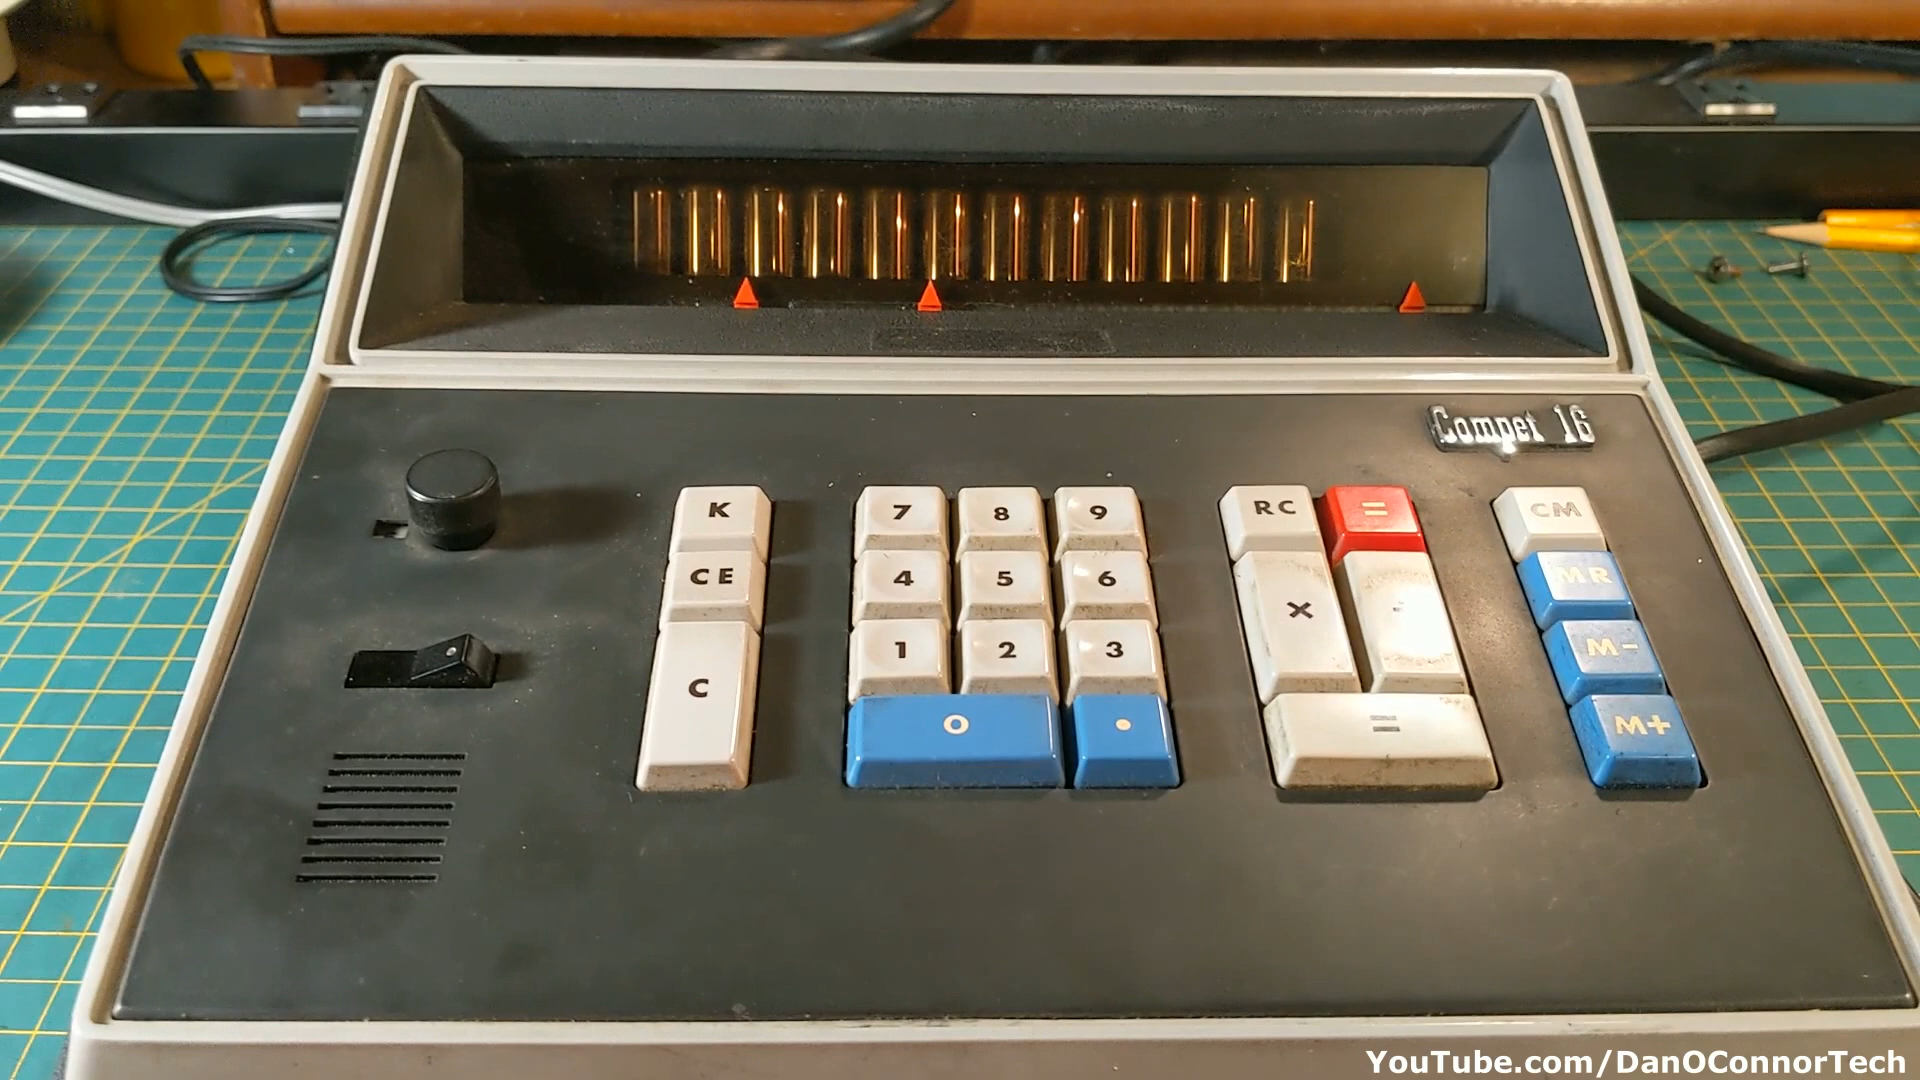 Compet 16
K
7 8 9
RC =
CM
CE
4 5 6
× ÷
MR
C
1 2 3
M-
0 •
=
M+
YouTube.com/DanOConnorTech